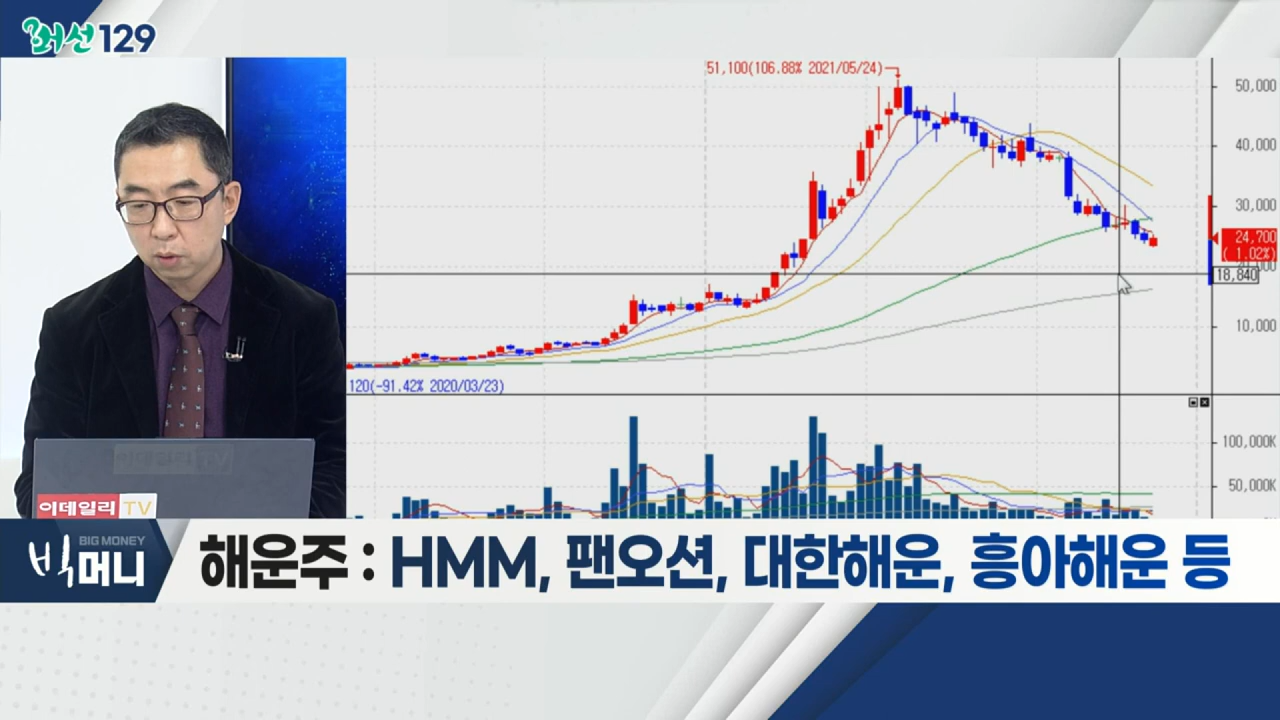 머선129
51,100(106.88% 2021/05/24)
50,000
40,000
30,000
24,700
( 1.02%)
18,840
10,000
120(-91.42% 2020/03/23)
100,000K
50,000K
이데일리 TV
빅머니
BIG MONEY
해운주 : HMM, 팬오션, 대한해운, 흥아해운 등